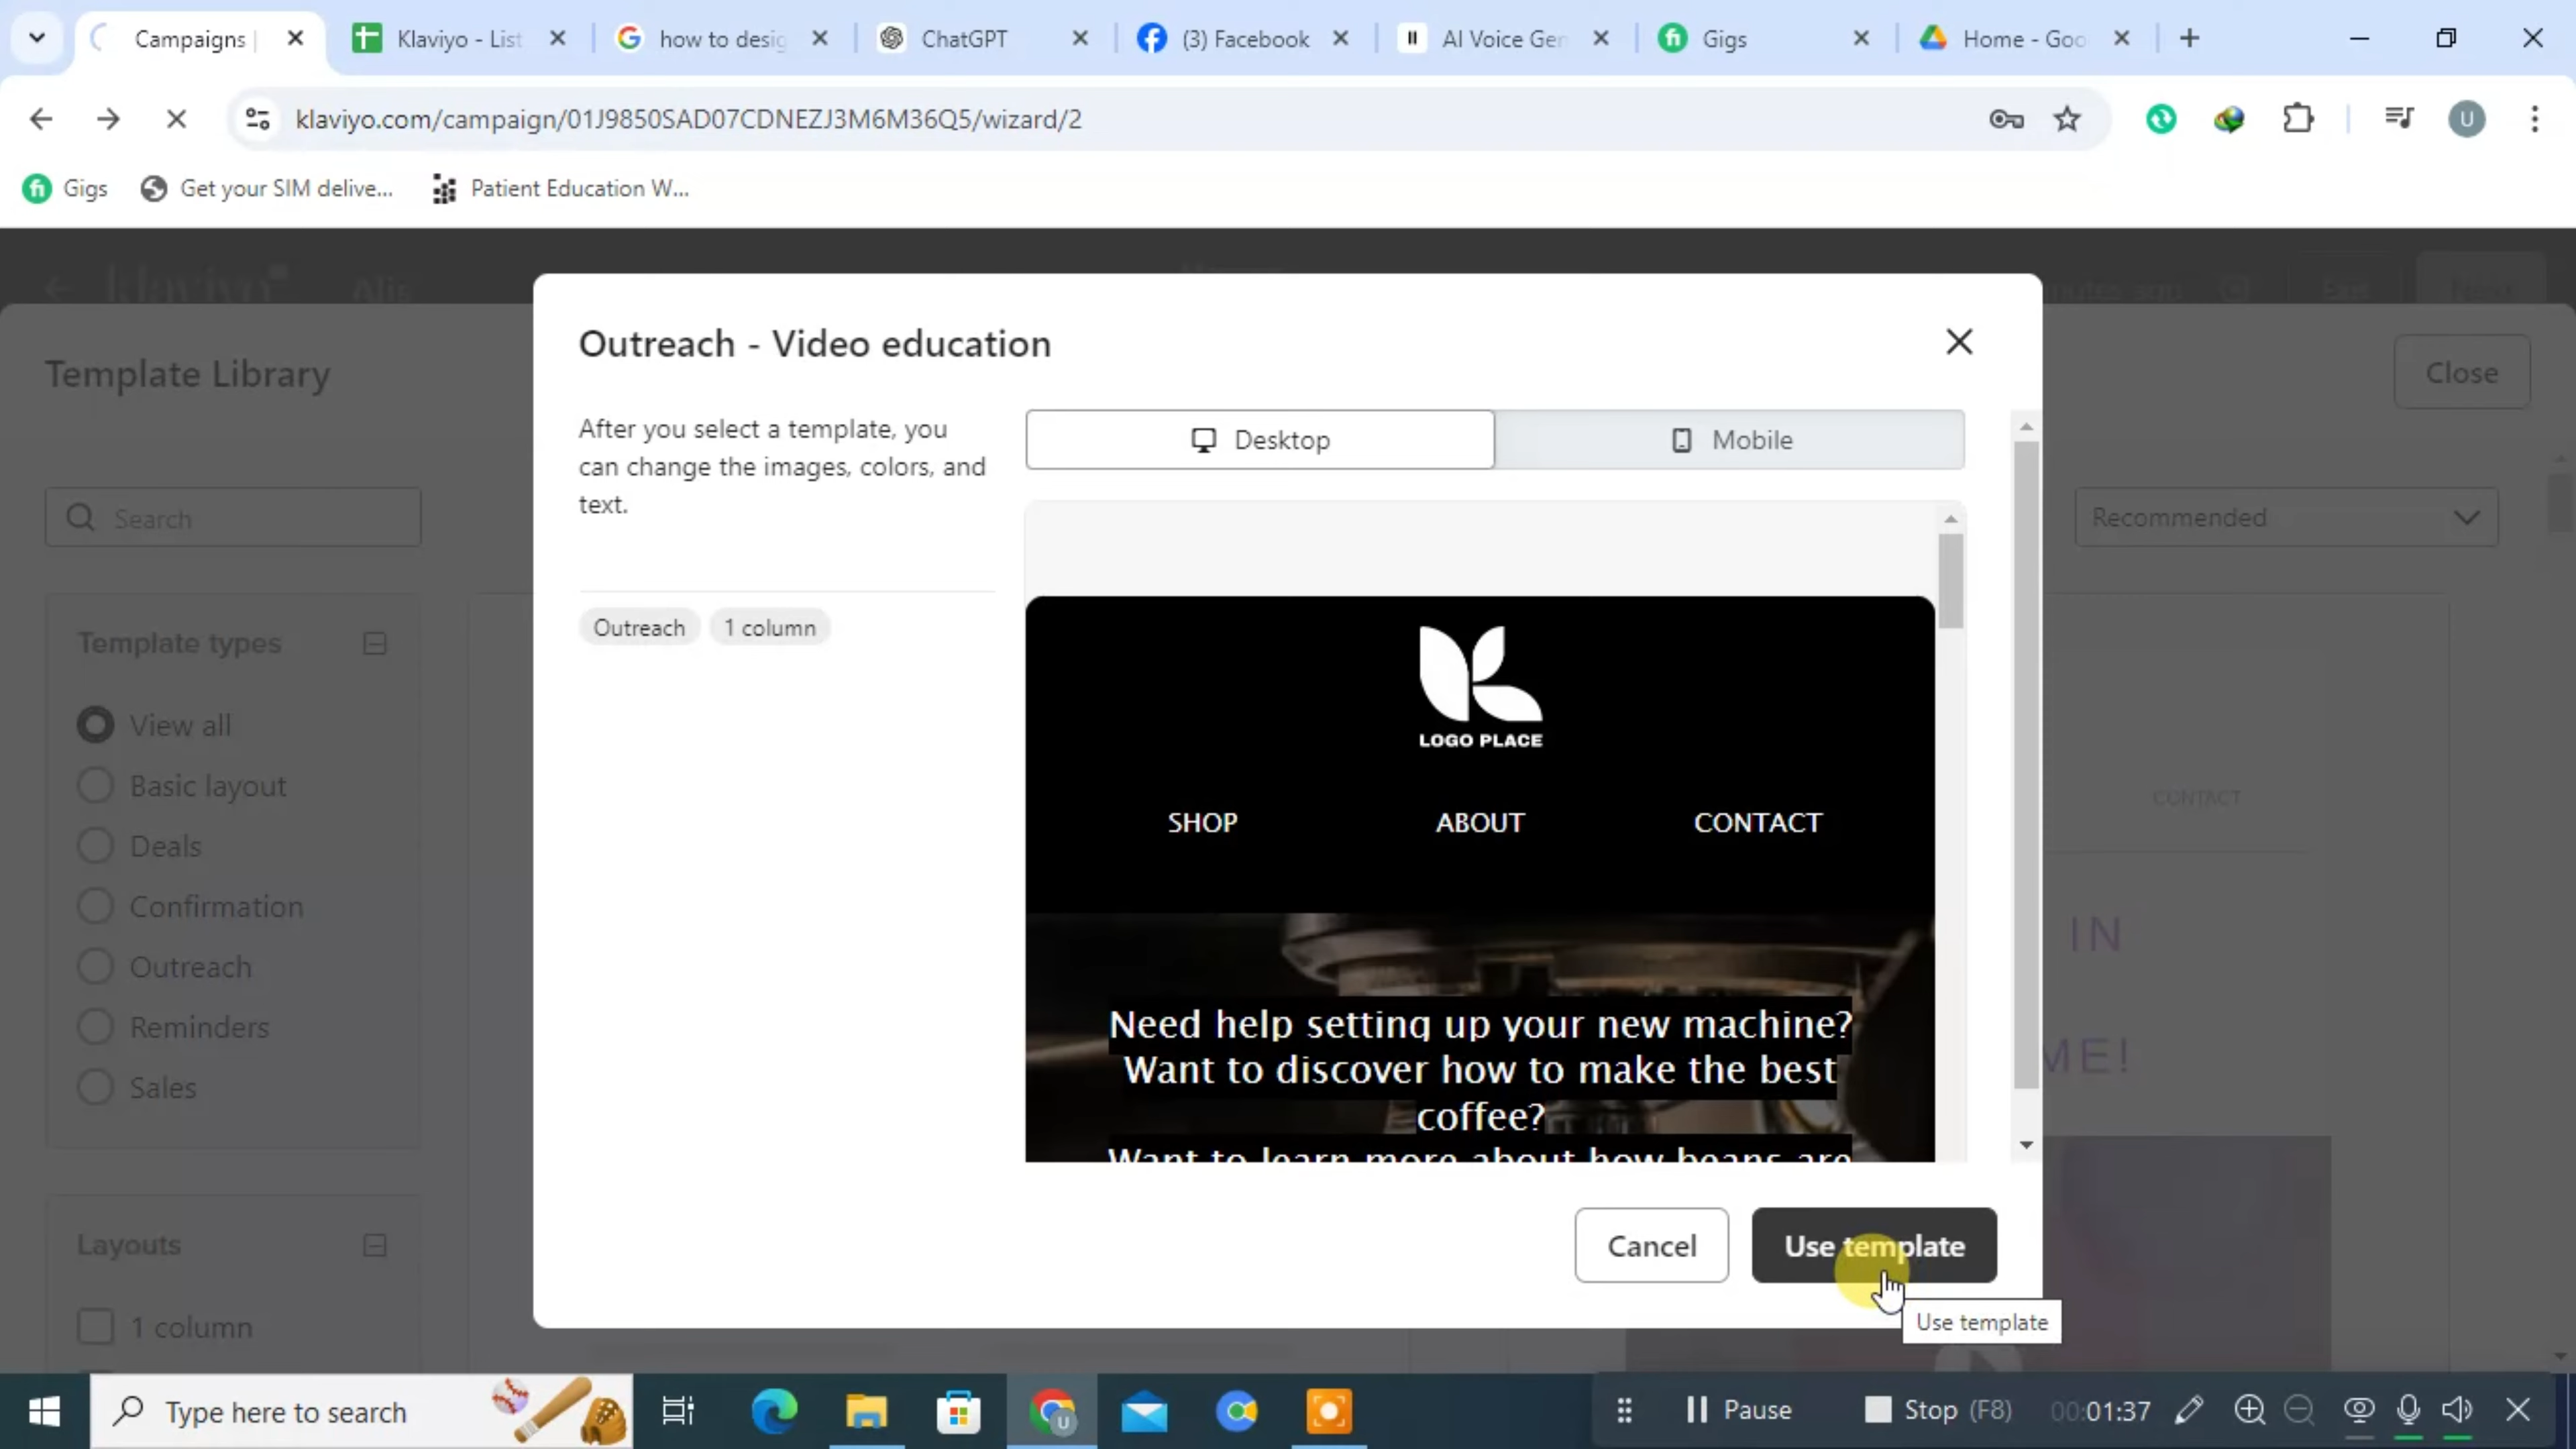 Campaigns |
Klaviyo - List
how to desig
ChatGPT
(3) Facebook
AI Voice Gen
Gigs
Home - Goo
klaviyo.com/campaign/01J9850SAD07CDNEZJ3M6M36Q5/wizard/2
U
Gigs
Get your SIM delive...
Patient Education W...
klaviyo
Template Library
Close
Search
Recommended
Template types
View all
Basic layout
Deals
Confirmation
Outreach
Reminders
Sales
Layouts
1 column
CONTACT
IN
ME!
Outreach - Video education
After you select a template, you
can change the images, colors, and
text.
Outreach
1 column
Desktop
Mobile
LOGO PLACE
SHOP
ABOUT
CONTACT
Need help setting up your new machine?
Want to discover how to make the best
coffee?
Want to learn more about how beans are
Cancel
Use template
Use template
Type here to search
Pause
Stop (F8)
00:01:37